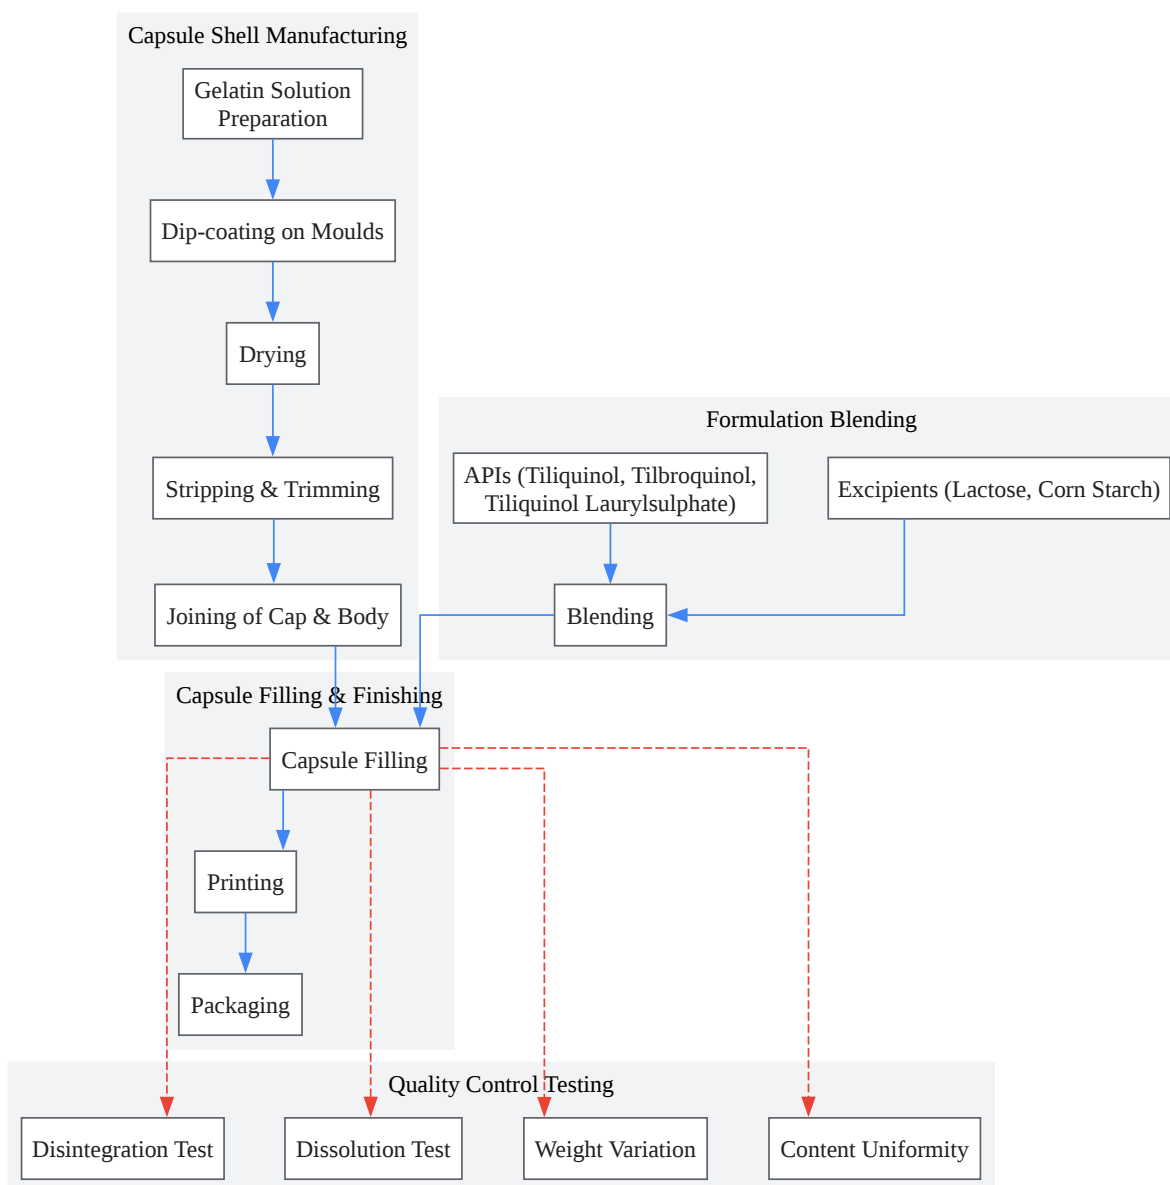 Capsule Shell Manufacturing
Gelatin Solution
Preparation
Dip-coating on Moulds
Drying
Stripping & Trimming
Joining of Cap & Body
Formulation Blending
APIs (Tiliquinol, Tilbroquinol,
Tiliquinol Laurylsulphate)
Excipients (Lactose, Corn Starch)
Blending
Capsule Filling & Finishing
Capsule Filling
Printing
Packaging
Quality Control Testing
Disintegration Test
Dissolution Test
Weight Variation
Content Uniformity